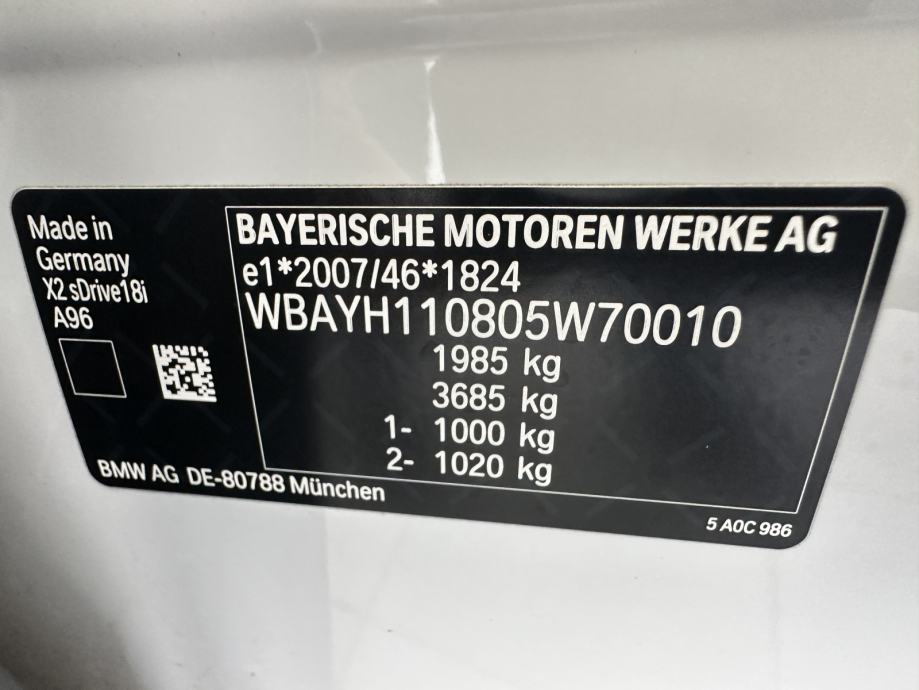 Made in
Germany
X2 sDrive18i
A96
BAYERISCHE MOTOREN WERKE AG
e1*2007/46*1824
WBAYH110805W70010
1985 kg
3685 kg
1- 1000 kg
2- 1020 kg
BMW AG DE-80788 München
5 A0C 986